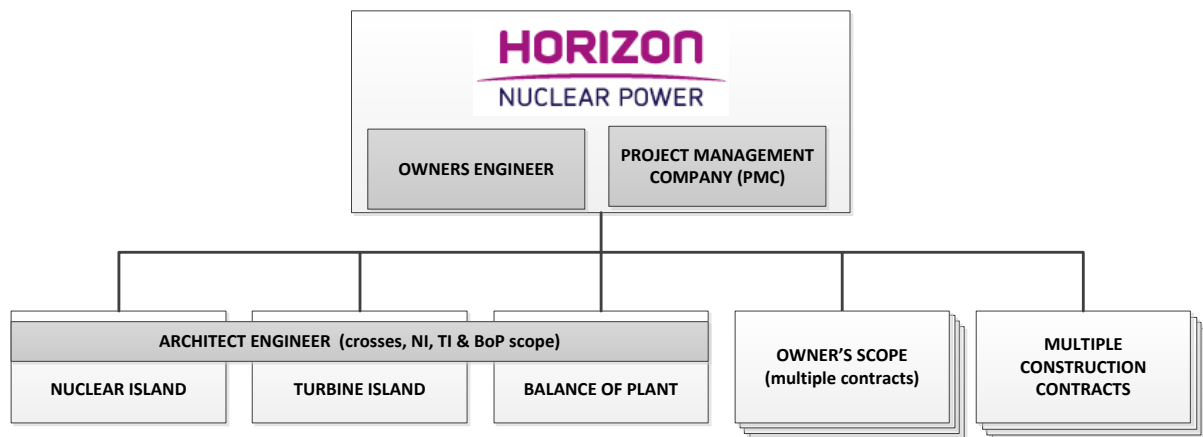 HORIZON
NUCLEAR POWER
OWNERS ENGINEER
PROJECT MANAGEMENT
COMPANY (PMC)
ARCHITECT ENGINEER (crosses, NI, TI & BoP scope)
NUCLEAR ISLAND
TURBINE ISLAND
BALANCE OF PLANT
OWNER'S SCOPE
(multiple contracts)
MULTIPLE
CONSTRUCTION
CONTRACTS